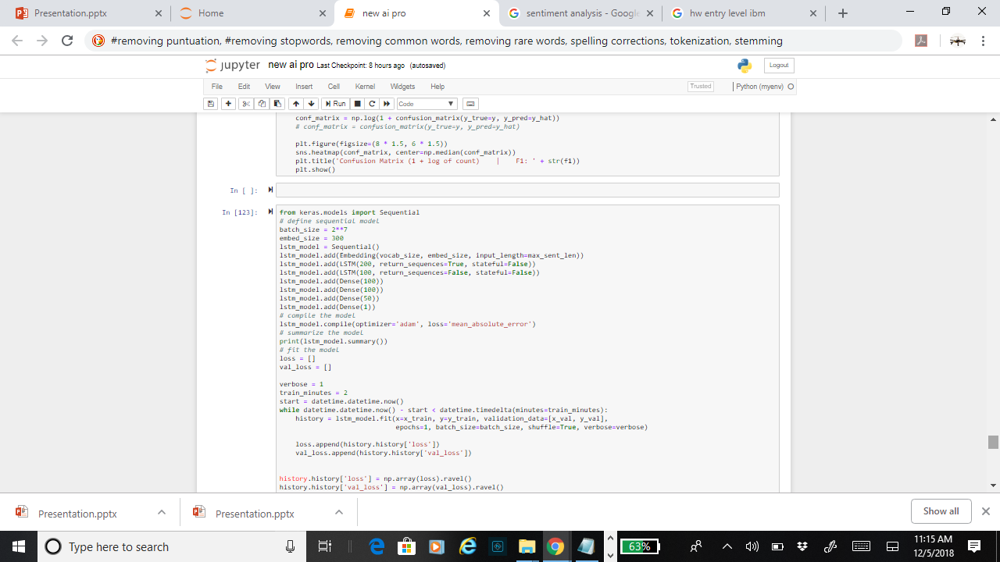 Presentation.pptx
Home
new ai pro
sentiment analysis - Google
hw entry level ibm
#removing puntuation, #removing stopwords, removing common words, removing rare words, spelling corrections, tokenization, stemming
jupyter new ai pro Last Checkpoint: 8 hours ago (autosaved)
Logout
File Edit View Insert Cell Kernel Widgets Help
Trusted
Python (myenv)
Run
Code
conf_matrix = np.log(1 + confusion_matrix(y_true=y, y_pred=y_hat))
# conf_matrix = confusion_matrix(y_true=y, y_pred=y_hat)
plt.figure(figsize=(8 * 1.5, 6 * 1.5))
sns.heatmap(conf_matrix, center=np.median(conf_matrix))
plt.title('Confusion Matrix (1 + log of count)    |    F1: ' + str(f1))
plt.show()
In [ ]:
In [123]:
from keras.models import Sequential
# define sequential model
batch_size = 2**7
embed_size = 300
lstm_model = Sequential()
lstm_model.add(Embedding(vocab_size, embed_size, input_length=max_sent_len))
lstm_model.add(LSTM(200, return_sequences=True, stateful=False))
lstm_model.add(LSTM(100, return_sequences=False, stateful=False))
lstm_model.add(Dense(100))
lstm_model.add(Dense(100))
lstm_model.add(Dense(50))
lstm_model.add(Dense(1))
# compile the model
lstm_model.compile(optimizer='adam', loss='mean_absolute_error')
# summarize the model
print(lstm_model.summary())
# fit the model
loss = []
val_loss = []
verbose = 1
train_minutes = 2
start = datetime.datetime.now()
while datetime.datetime.now() - start < datetime.timedelta(minutes=train_minutes):
history = lstm_model.fit(x=x_train, y=y_train, validation_data=[x_val, y_val],
epochs=1, batch_size=batch_size, shuffle=True, verbose=verbose)
loss.append(history.history['loss'])
val_loss.append(history.history['val_loss'])
history.history['loss'] = np.array(loss).ravel()
history.history['val_loss'] = np.array(val_loss).ravel()
Presentation.pptx
Presentation.pptx
Show all
Type here to search
63%
11:15 AM
12/5/2018